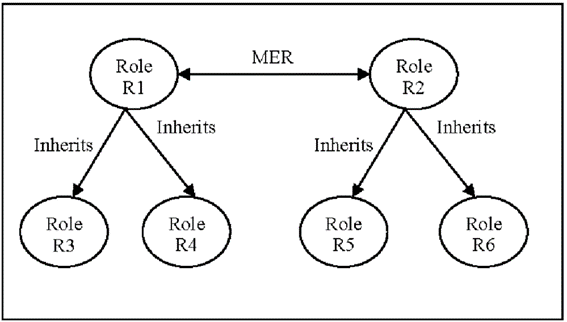 MER
Role
R1
Role
R2
Inherits
Inherits
Inherits
Inherits
Role
R3
Role
R4
Role
R5
Role
R6